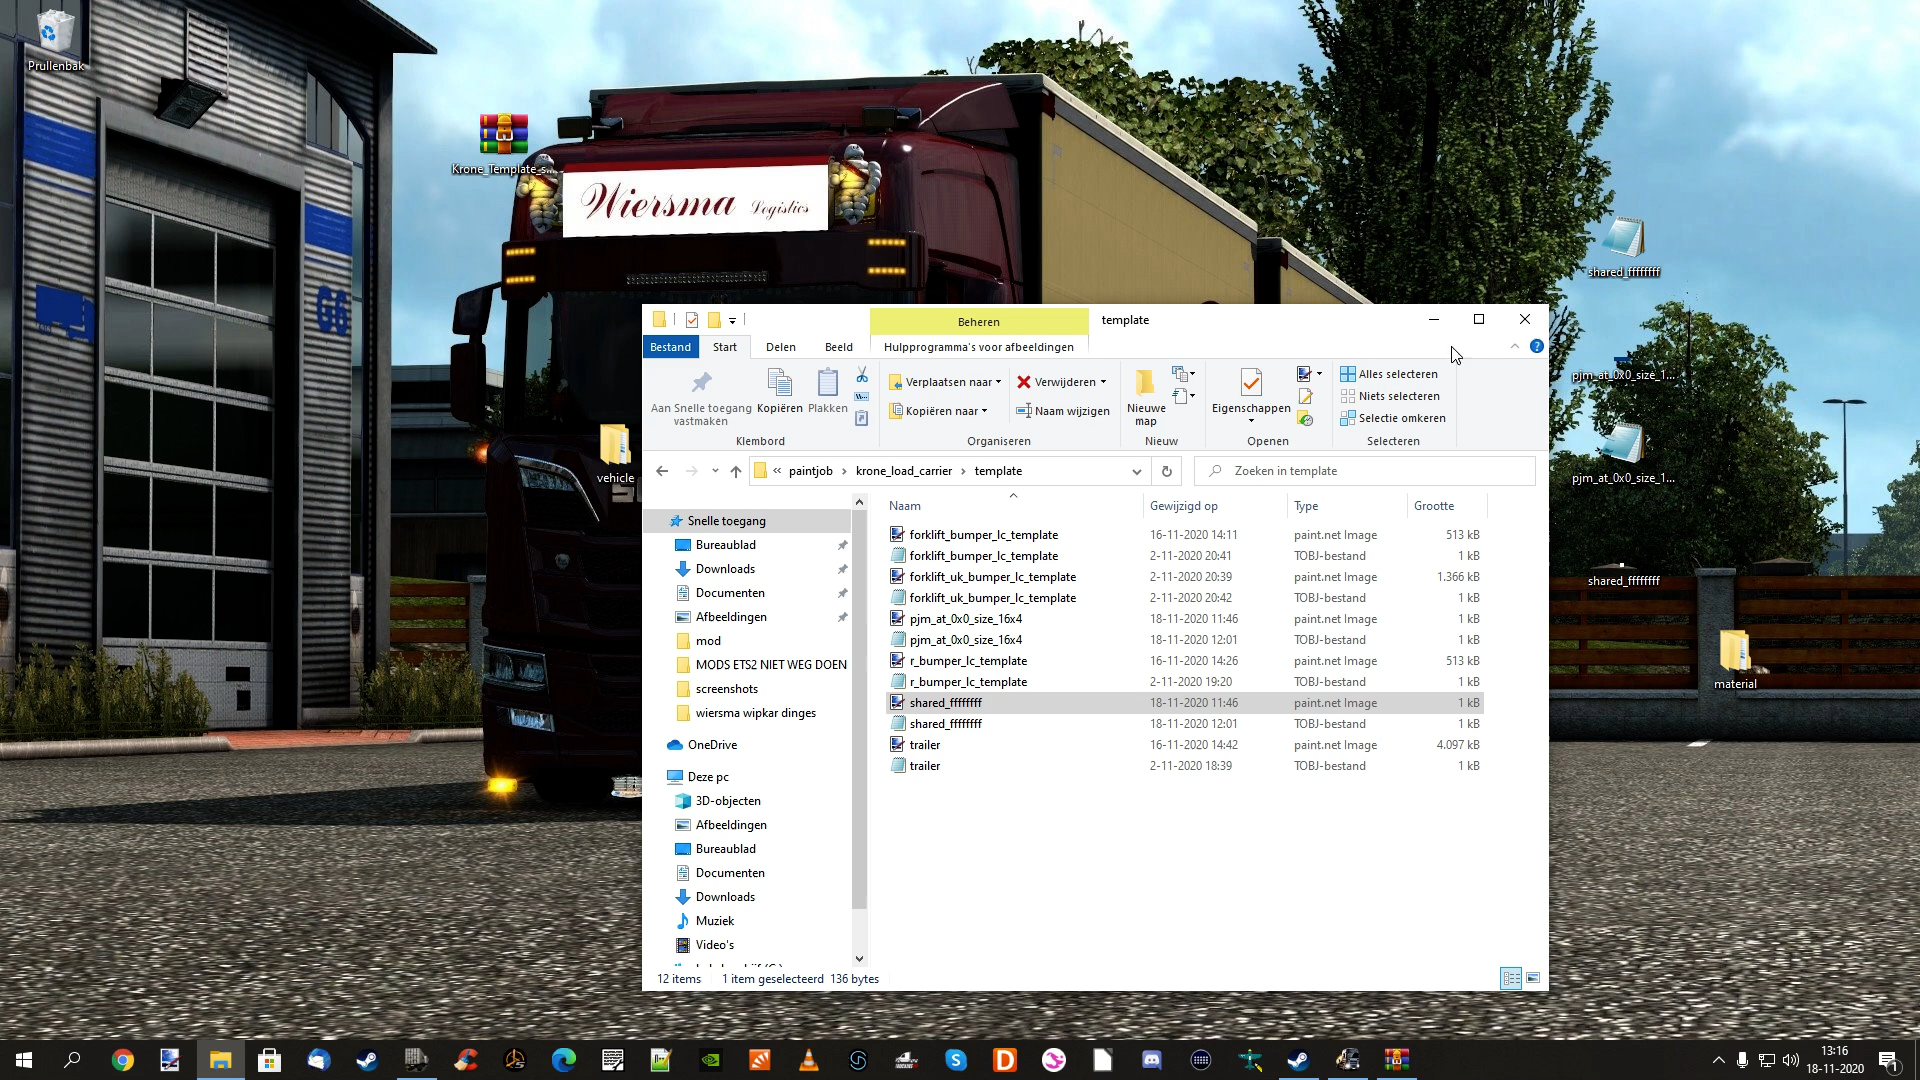 Prullenbak
Krone_Template_s...
Wiersma Logistics
G6
shared_ffffffff
pjm_at_0x0_size_1...
pjm_at_0x0_size_1...
shared_ffffffff
material
vehicle
Beheren
template
Bestand
Start
Delen
Beeld
Hulpprogramma's voor afbeeldingen
Aan Snelle toegang
vastmaken
Kopiëren
Plakken
Klembord
Verplaatsen naar
Kopiëren naar
Verwijderen
Naam wijzigen
Organiseren
Nieuwe
map
Nieuw
Eigenschappen
Openen
Alles selecteren
Niets selecteren
Selectie omkeren
Selecteren
« paintjob › krone_load_carrier › template
Zoeken in template
Snelle toegang
Bureaublad
Downloads
Documenten
Afbeeldingen
mod
MODS ETS2 NIET WEG DOEN
screenshots
wiersma wipkar dinges
OneDrive
Deze pc
3D-objecten
Afbeeldingen
Bureaublad
Documenten
Downloads
Muziek
Video's
Naam Gewijzigd op Type Grootte
forklift_bumper_lc_template 16-11-2020 14:11 paint.net Image 513 kB
forklift_bumper_lc_template 2-11-2020 20:41 TOBJ-bestand 1 kB
forklift_uk_bumper_lc_template 2-11-2020 20:39 paint.net Image 1.366 kB
forklift_uk_bumper_lc_template 2-11-2020 20:42 TOBJ-bestand 1 kB
pjm_at_0x0_size_16x4 18-11-2020 11:46 paint.net Image 1 kB
pjm_at_0x0_size_16x4 18-11-2020 12:01 TOBJ-bestand 1 kB
r_bumper_lc_template 16-11-2020 14:26 paint.net Image 513 kB
r_bumper_lc_template 2-11-2020 19:20 TOBJ-bestand 1 kB
shared_ffffffff 18-11-2020 11:46 paint.net Image 1 kB
shared_ffffffff 18-11-2020 12:01 TOBJ-bestand 1 kB
trailer 16-11-2020 14:42 paint.net Image 4.097 kB
trailer 2-11-2020 18:39 TOBJ-bestand 1 kB
12 items 1 item geselecteerd 136 bytes
13:16
18-11-2020
1